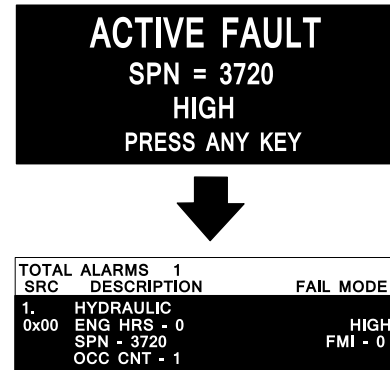 ACTIVE FAULT
SPN = 3720
HIGH
PRESS ANY KEY
TOTAL ALARMS 1
SRC DESCRIPTION FAIL MODE
1. HYDRAULIC
0x00 ENG HRS - 0 HIGH
SPN - 3720 FMI - 0
OCC CNT - 1